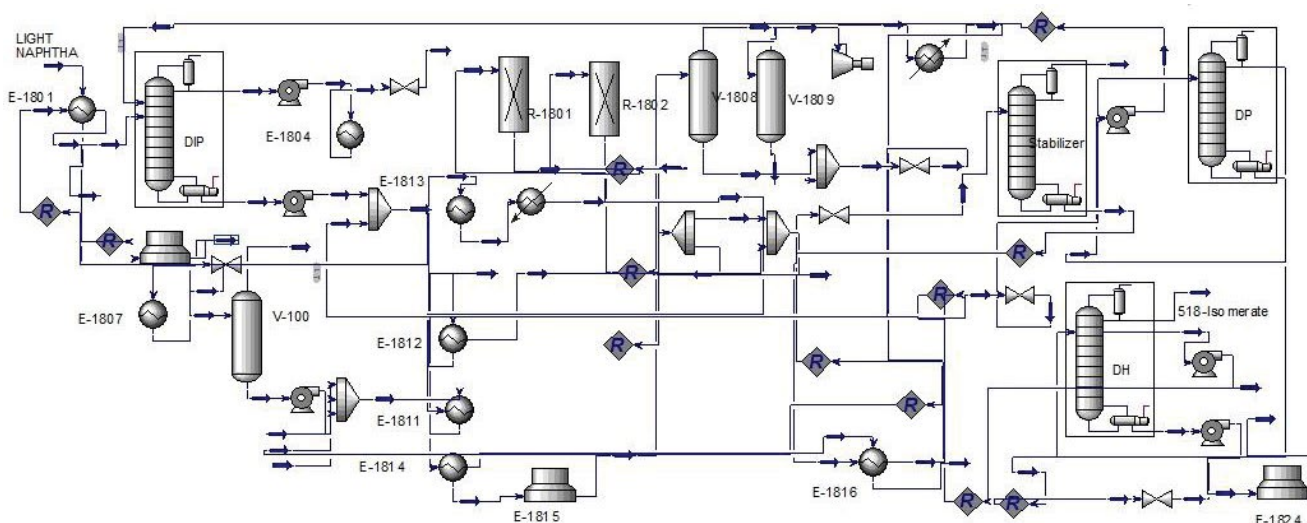 LIGHT
NAPHTHA
E-1801
DIP
E-1804
R-1801
R-1802
V-1808
V-1809
Stabilizer
DP
R
R
R
R
E-1813
R
R
E-1807
V-100
R
R
R
E-1812
518-Isomerate
DH
R
R
E-1811
E-1814
E-1815
E-1816
R
R
E-1824